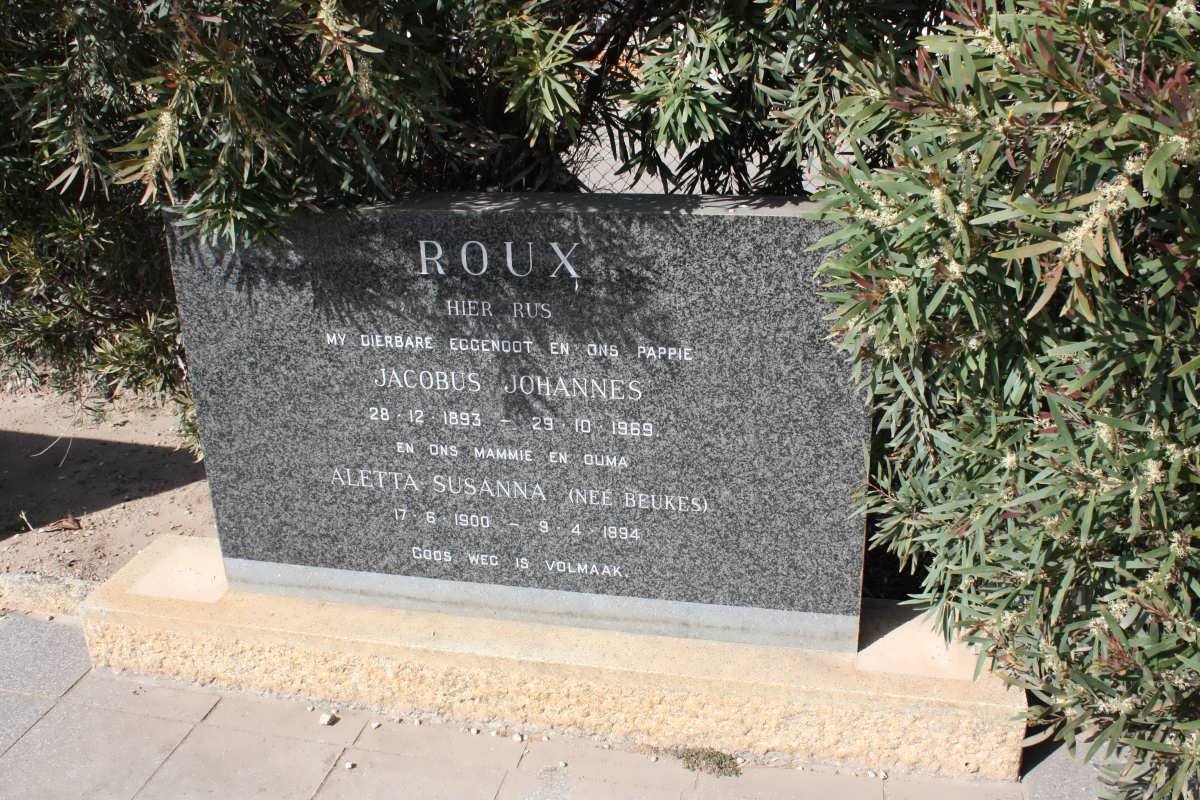 ROUX
HIER RUS
MY DIERBARE EGGENOOT EN ONS PAPPIE
JACOBUS JOHANNES
28·12·1893 – 29·10·1969.
EN ONS MAMMIE EN OUMA
ALETTA SUSANNA (NEÉ BEUKES)
17·6·1900 – 9·4·1994
GODS WEG IS VOLMAAK.